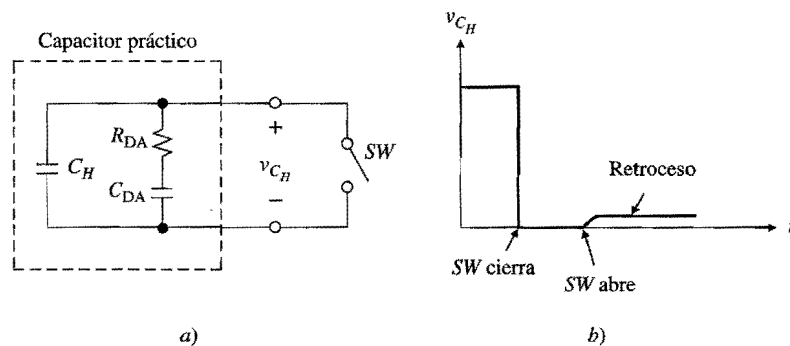 Capacitor práctico
R_DA
C_H
C_DA
+
v_C_H
−
SW
a)
v_C_H
Retroceso
t
SW cierra
SW abre
b)